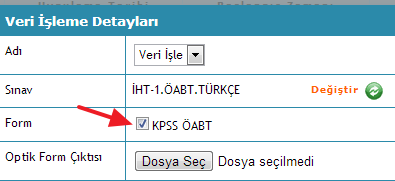 Veri İşleme Detayları
Adı Veri İşle
Sınav İHT-1.ÖABT.TÜRKÇE Değiştir
Form KPSS ÖABT
Optik Form Çıktısı Dosya Seç Dosya seçilmedi